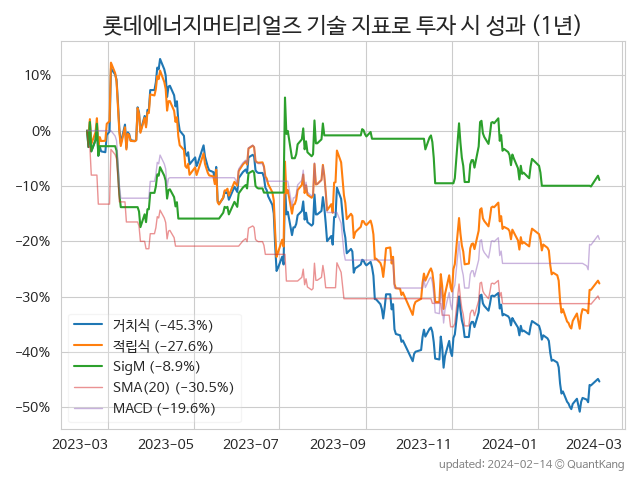 롯데에너지머티리얼즈 기술 지표로 투자 시 성과 (1년)
10%
0%
−10%
−20%
−30%
−40%
−50%
거치식 (−45.3%)
적립식 (−27.6%)
SigM (−8.9%)
SMA(20) (−30.5%)
MACD (−19.6%)
2023−03 2023−05 2023−07 2023−09 2023−11 2024−01 2024−03
updated: 2024−02−14 ⓒ QuantKang